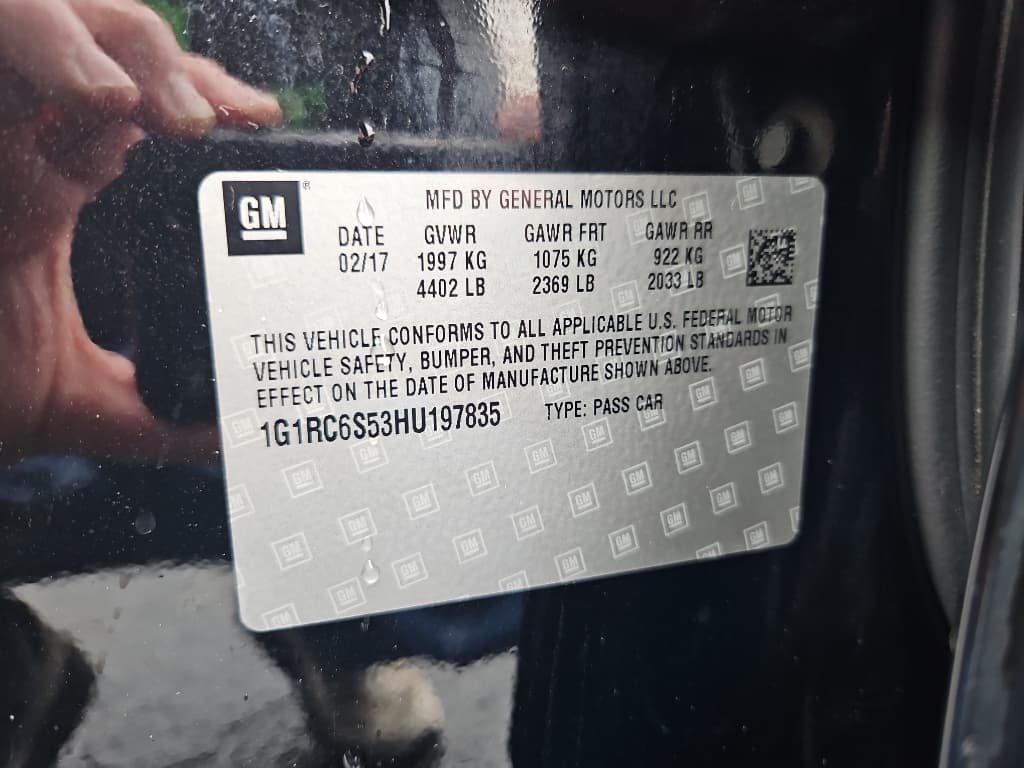 GM ®
MFD BY GENERAL MOTORS LLC
DATE GVWR GAWR FRT GAWR RR
02/17 1997 KG 1075 KG 922 KG
4402 LB 2369 LB 2033 LB
THIS VEHICLE CONFORMS TO ALL APPLICABLE U.S. FEDERAL MOTOR
VEHICLE SAFETY, BUMPER, AND THEFT PREVENTION STANDARDS IN
EFFECT ON THE DATE OF MANUFACTURE SHOWN ABOVE.
1G1RC6S53HU197835 TYPE: PASS CAR